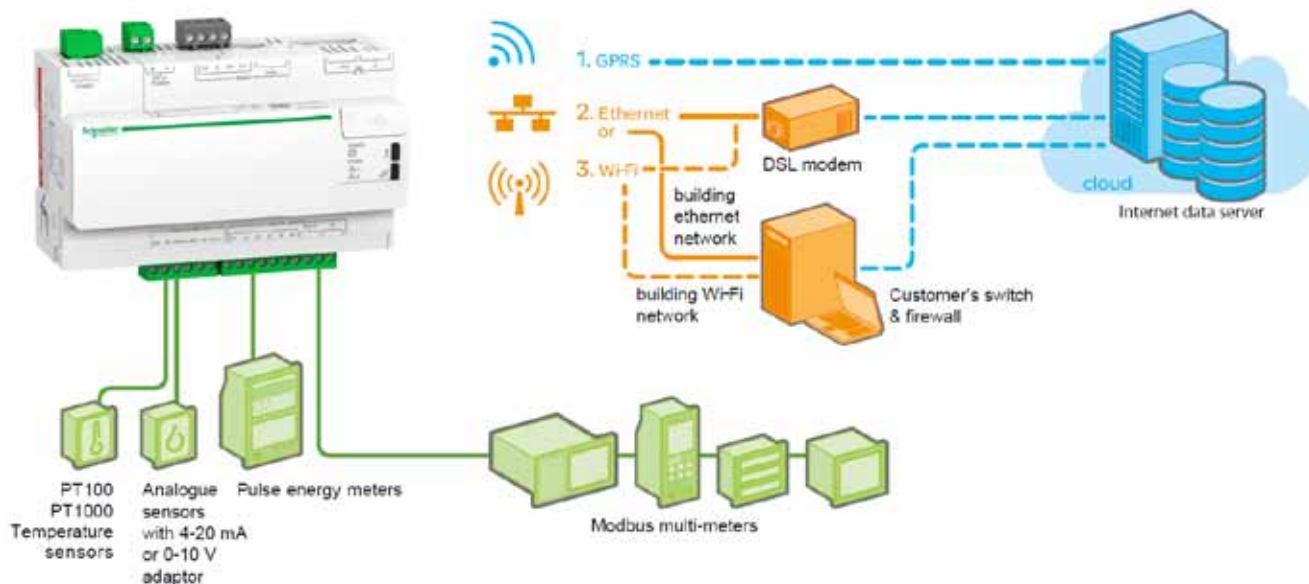 Schneider
1. GPRS
2. Ethernet
or
3. Wi-Fi
DSL modem
building
ethernet
network
building Wi-Fi
network
Customer's switch
& firewall
cloud
Internet data server
PT100
PT1000
Temperature
sensors
Analogue
sensors
with 4-20 mA
or 0-10 V
adaptor
Pulse energy meters
Modbus multi-meters